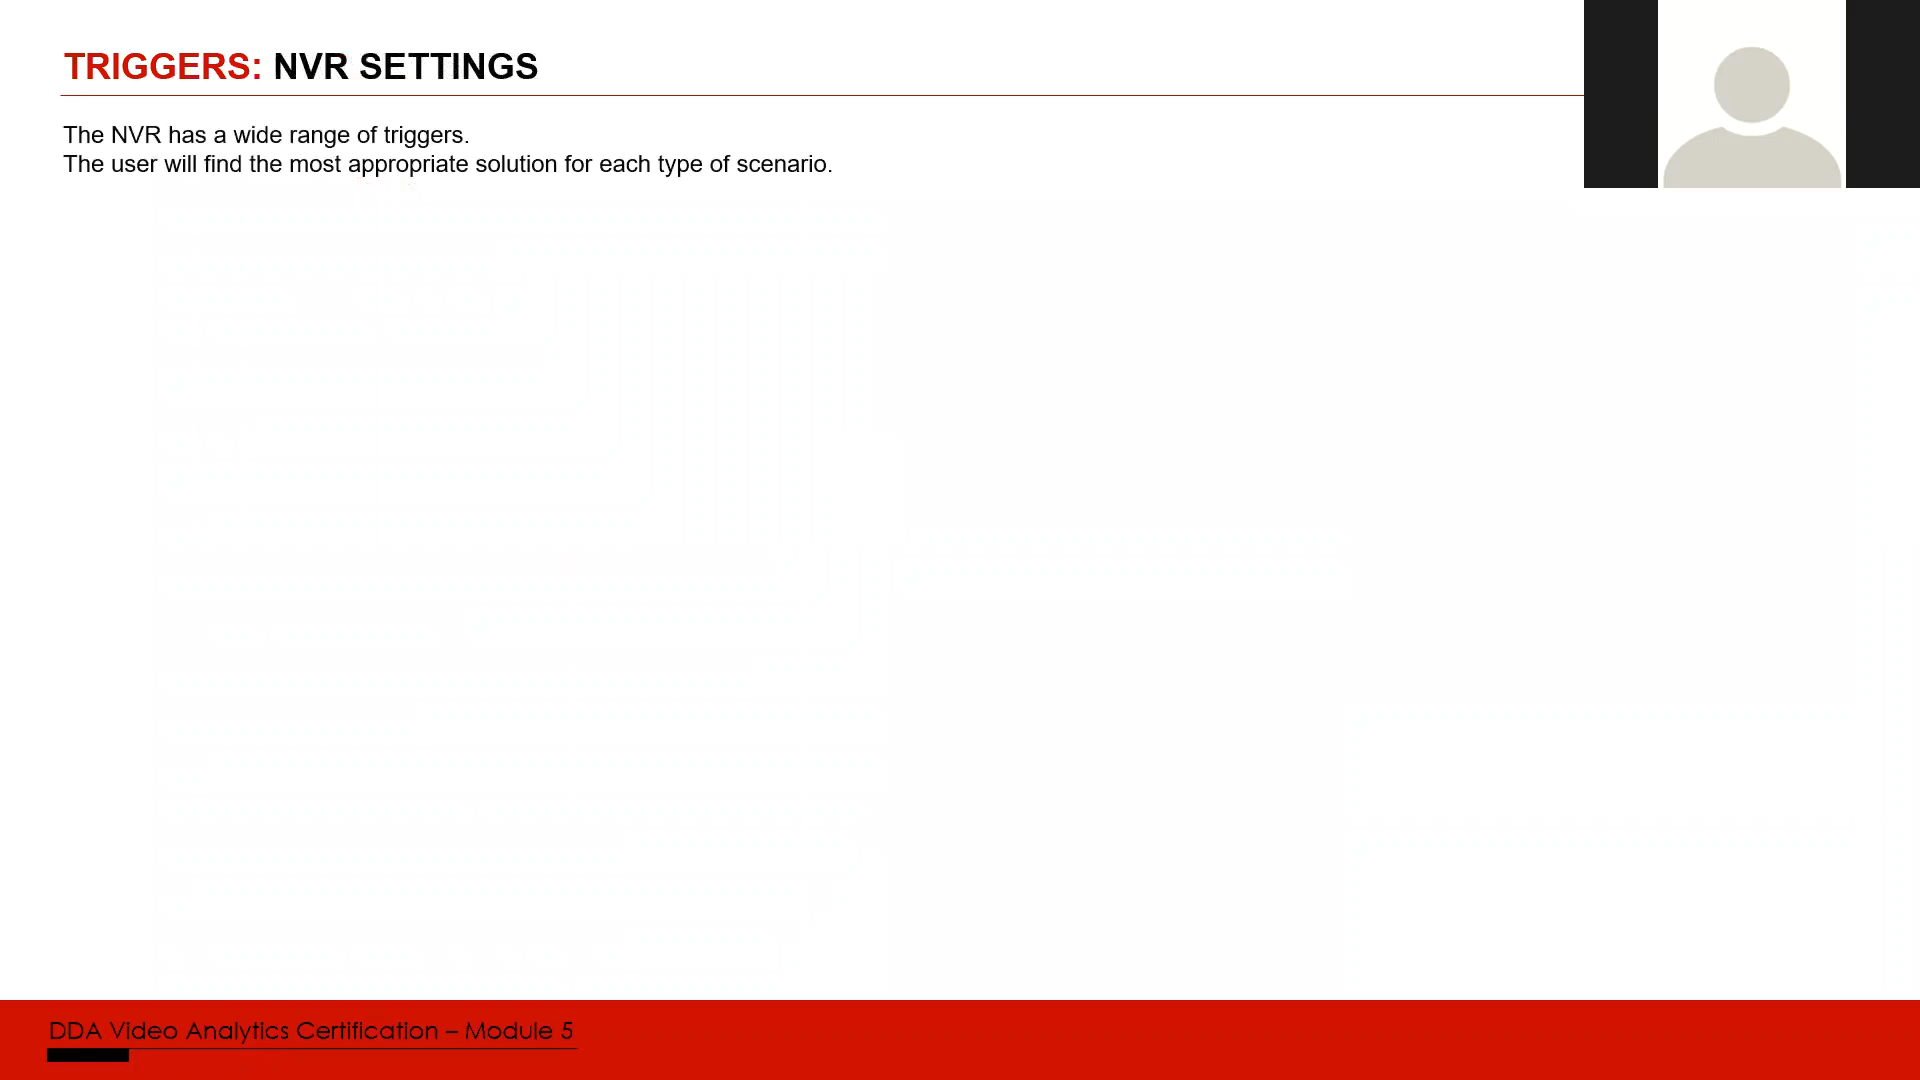 TRIGGERS: NVR SETTINGS
The NVR has a wide range of triggers.
The user will find the most appropriate solution for each type of scenario.
DDA Video Analytics Certification – Module 5